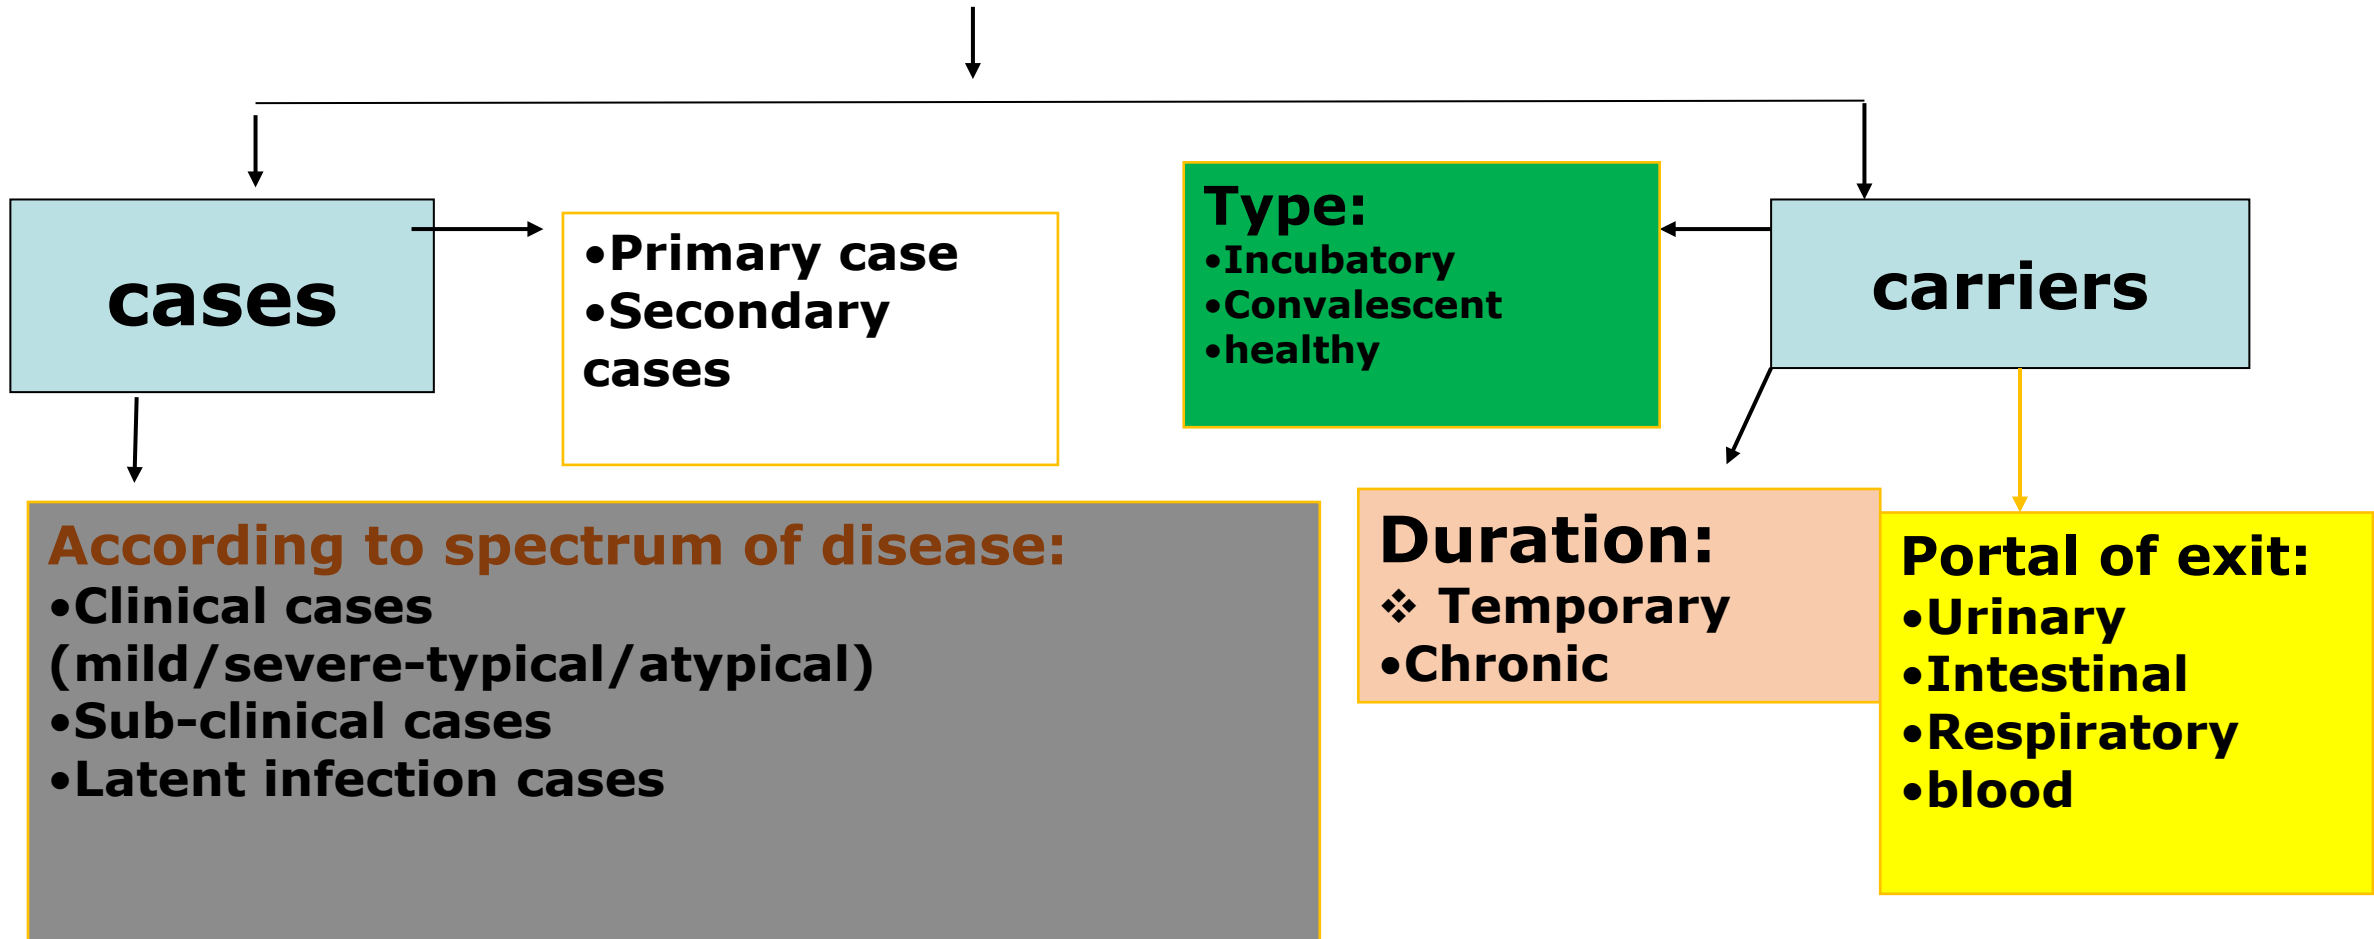 cases
•Primary case
•Secondary
cases
Type:
•Incubatory
•Convalescent
•healthy
carriers
According to spectrum of disease:
•Clinical cases
(mild/severe-typical/atypical)
•Sub-clinical cases
•Latent infection cases
Duration:
❖ Temporary
•Chronic
Portal of exit:
•Urinary
•Intestinal
•Respiratory
•blood